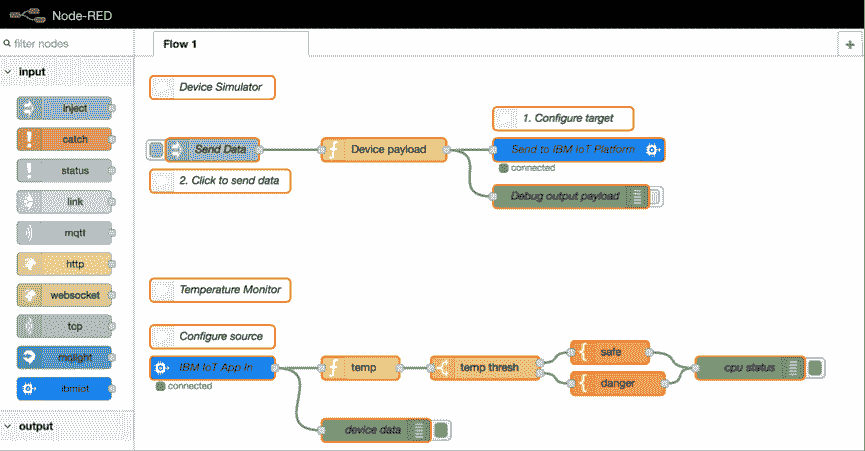 Node-RED
filter nodes
Flow 1
+
input
inject
catch
status
link
mqtt
http
websocket
tcp
mqlight
ibmiot
output
Device Simulator
1. Configure target
Send Data
Device payload
Send to IBM IoT Platform
connected
2. Click to send data
Debug output payload
Temperature Monitor
Configure source
IBM IoT App In
connected
temp
temp thresh
safe
danger
cpu status
device data